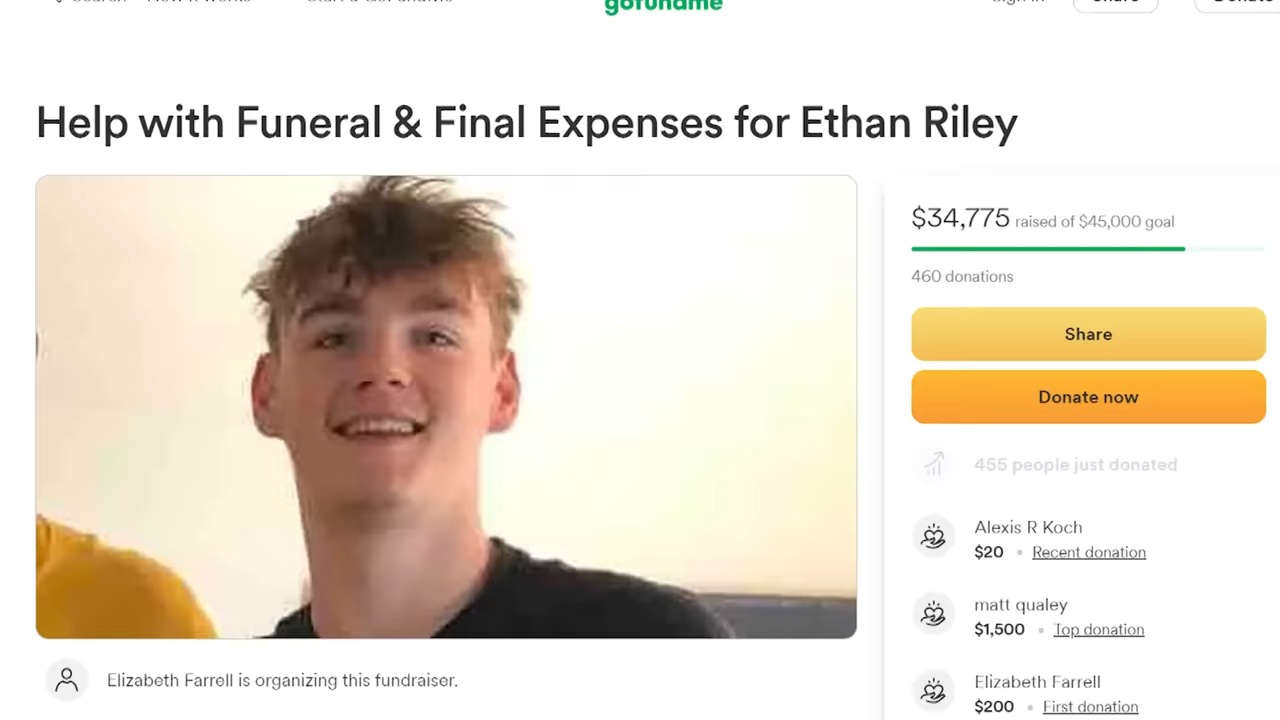 Help with Funeral & Final Expenses for Ethan Riley
$34,775 raised of $45,000 goal
460 donations
Share
Donate now
455 people just donated
Alexis R Koch
$20 • Recent donation
matt qualey
$1,500 • Top donation
Elizabeth Farrell
$200 • First donation
Elizabeth Farrell is organizing this fundraiser.